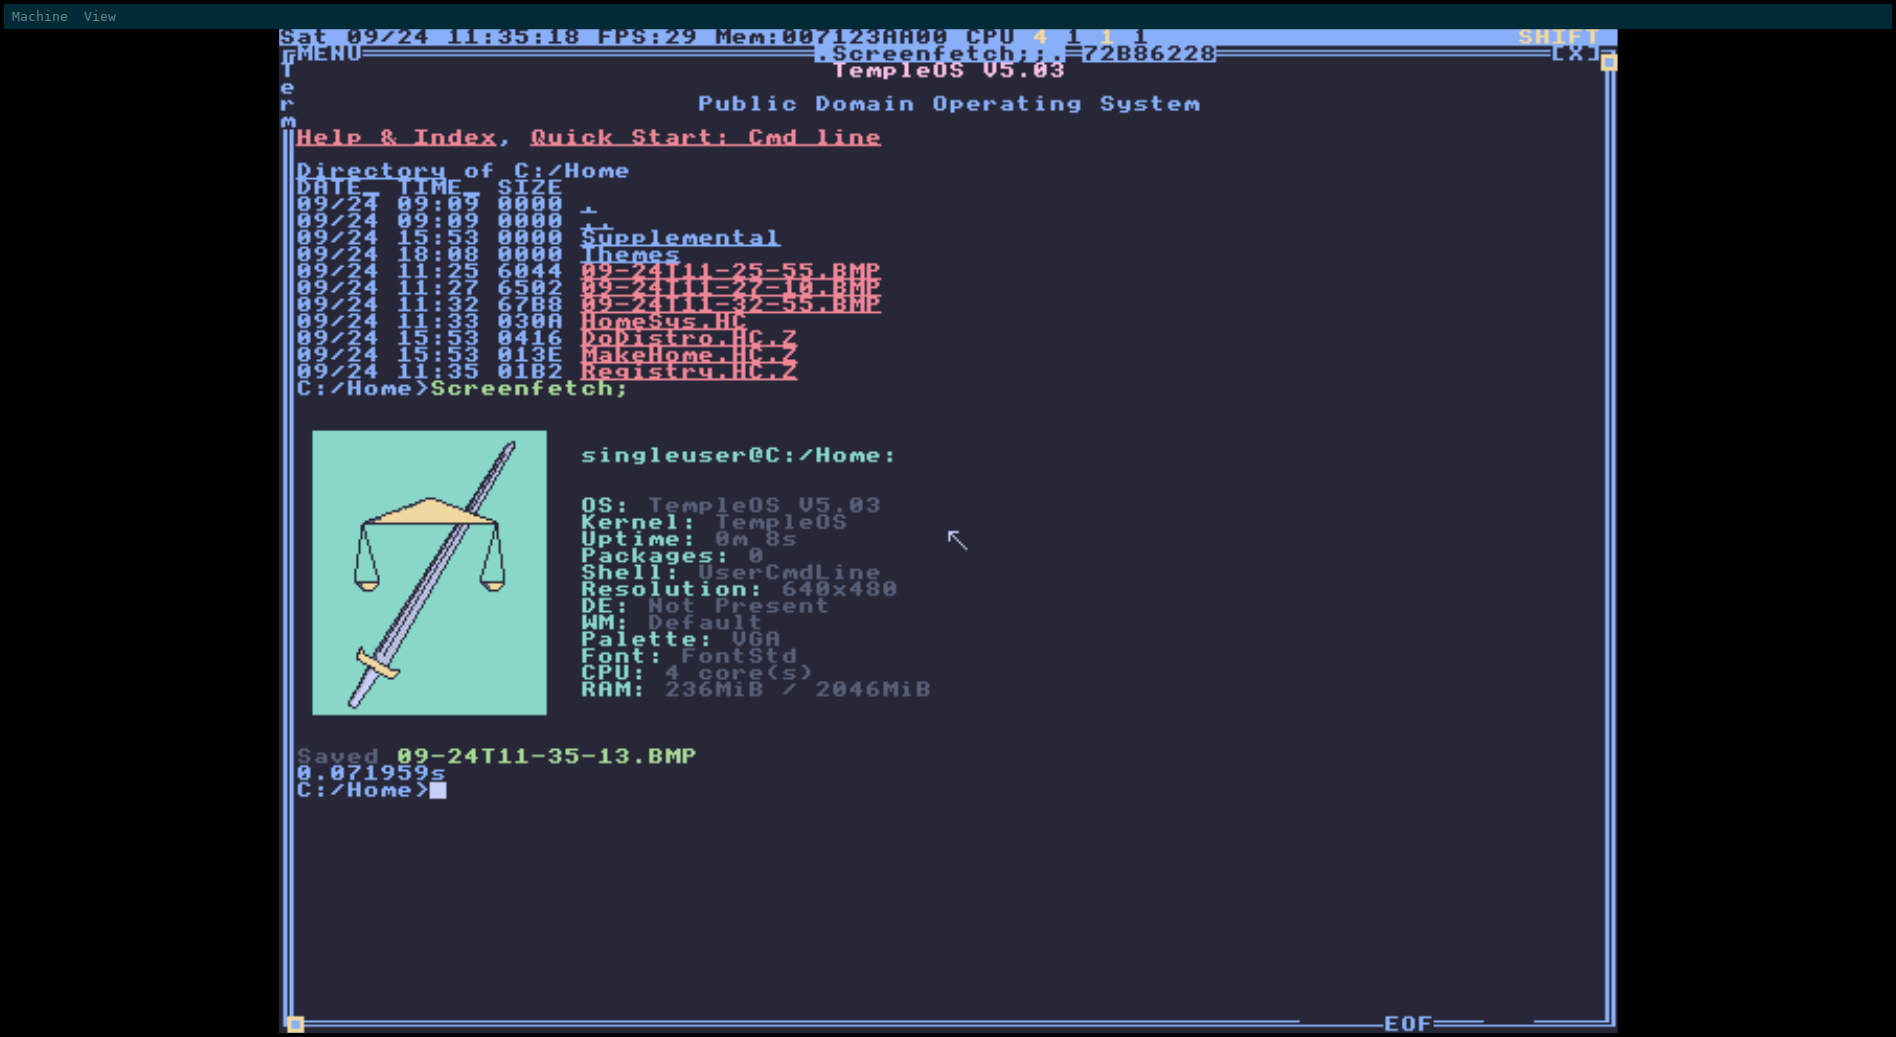 Machine View
Sat 09/24 11:35:18 FPS:29 Mem:007123AA00 CPU 4 1 1 1 SHIFT
MENU .Screenfetch;;. 72B86228 [X]
Term
TempleOS V5.03
Public Domain Operating System
Help & Index, Quick Start: Cmd line
Directory of C:/Home
DATE_ TIME_ SIZE
09/24 09:09 0000 .
09/24 09:09 0000 ..
09/24 15:53 0000 Supplemental
09/24 18:08 0000 Themes
09/24 11:25 6044 09-24T11-25-55.BMP
09/24 11:27 6502 09-24T11-27-10.BMP
09/24 11:32 67B8 09-24T11-32-55.BMP
09/24 11:33 030A HomeSys.HC
09/24 15:53 0416 DoDistro.HC.Z
09/24 15:53 013E MakeHome.HC.Z
09/24 11:35 01B2 Registry.HC.Z
C:/Home>Screenfetch;
singleuser@C:/Home:
OS: TempleOS V5.03
Kernel: TempleOS
Uptime: 0m 8s
Packages: 0
Shell: UserCmdLine
Resolution: 640x480
DE: Not Present
WM: Default
Palette: VGA
Font: FontStd
CPU: 4 core(s)
RAM: 236MiB / 2046MiB
Saved 09-24T11-35-13.BMP
0.071959s
C:/Home>
EOF